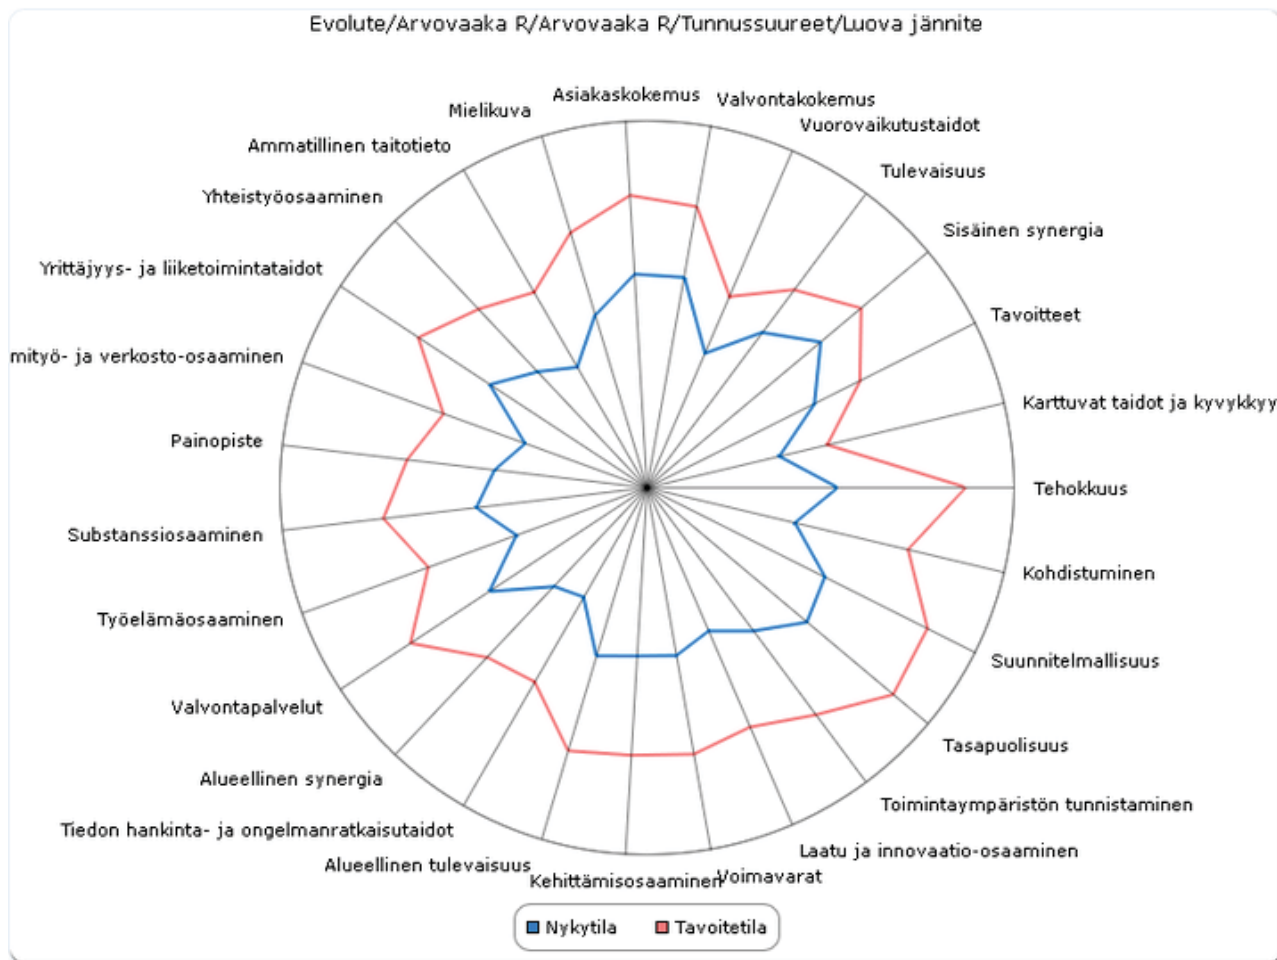 Evolute/Arvovaaka R/Arvovaaka R/Tunnussuureet/Luova jännite
Asiakaskokemus
Valvontakokemus
Mielikuva
Vuorovaikutustaidot
Ammatillinen taitotieto
Tulevaisuus
Yhteistyöosaaminen
Sisäinen synergia
Yrittäjyys- ja liiketoimintataidot
Tavoitteet
mityö- ja verkosto-osaaminen
Karttuvat taidot ja kyvykkyy
Painopiste
Tehokkuus
Substanssiosaaminen
Kohdistuminen
Työelämäosaaminen
Suunnitelmallisuus
Valvontapalvelut
Tasapuolisuus
Alueellinen synergia
Toimintaympäristön tunnistaminen
Tiedon hankinta- ja ongelmanratkaisutaidot
Laatu ja innovaatio-osaaminen
Alueellinen tulevaisuus
Kehittämisosaaminen
Voimavarat
Nykytila
Tavoitetila